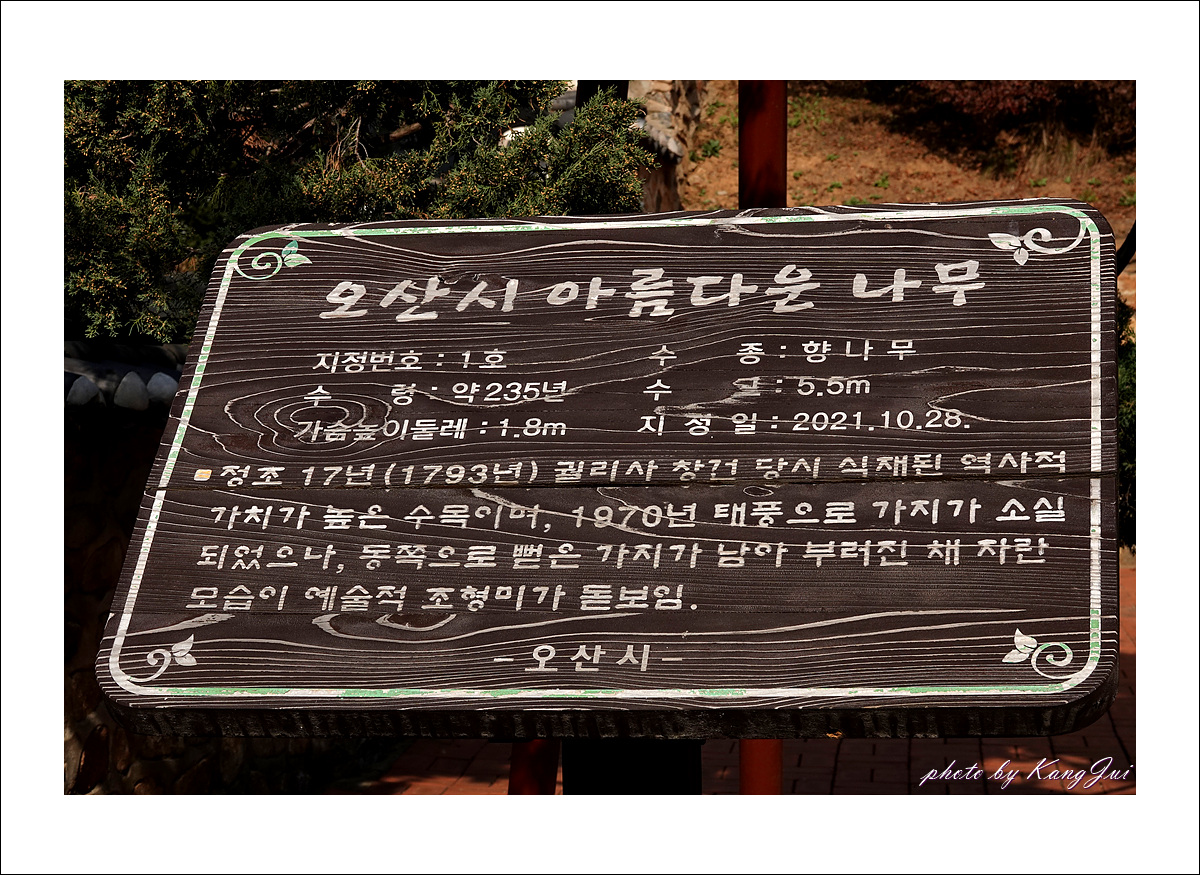 오산시 아름다운 나무
지정번호 : 1호 수 종 : 향나무
수 령 : 약235년 수 고 : 5.5m
가슴높이둘레 : 1.8m 지 정 일 : 2021.10.28.
정조 17년(1793년) 궐리사 창건 당시 식재된 역사적
가치가 높은 수목이며, 1970년 태풍으로 가지가 소실
되었으나, 동쪽으로 뻗은 가지가 남아 부러진 채 자란
모습이 예술적 조형미가 돋보임.
-오산시-
photo by KangJui